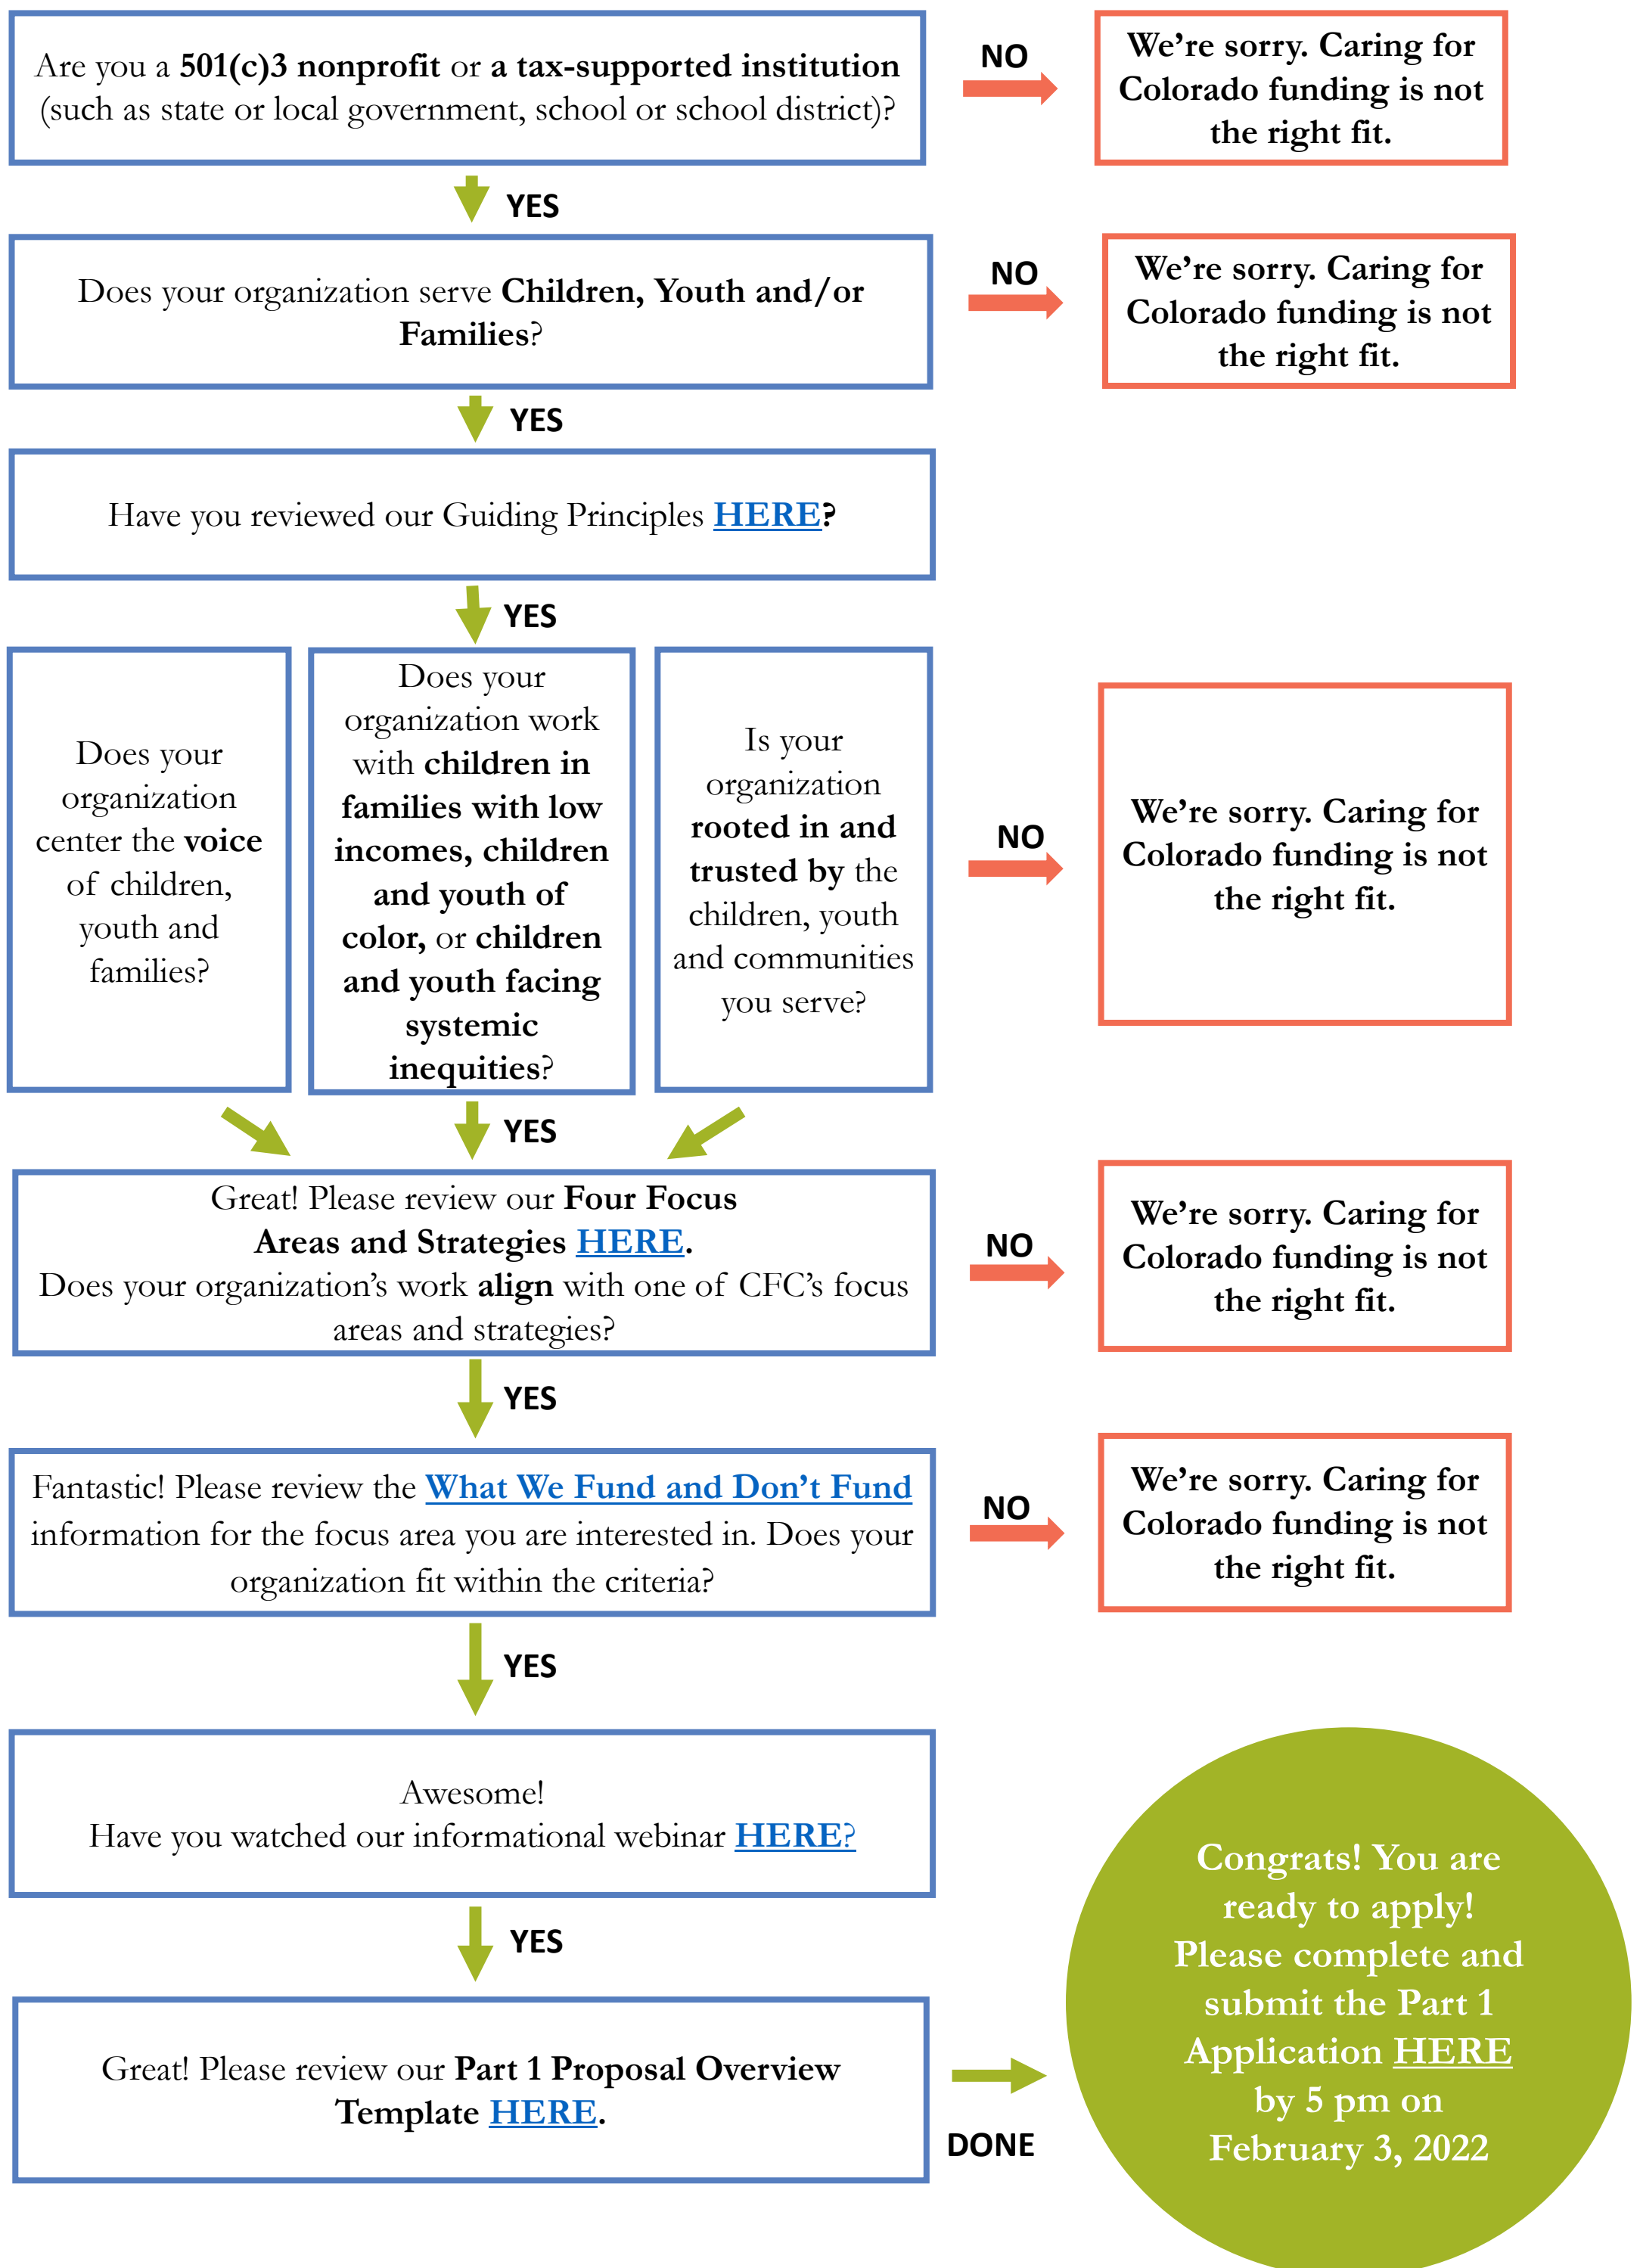 Are you a 501(c)3 nonprofit or a tax-supported institution
(such as state or local government, school or school district)?
NO
We're sorry. Caring for
Colorado funding is not
the right fit.
YES
Does your organization serve Children, Youth and/or
Families?
NO
We're sorry. Caring for
Colorado funding is not
the right fit.
YES
Have you reviewed our Guiding Principles HERE?
YES
Does your
organization
center the voice
of children,
youth and
families?
Does your
organization work
with children in
families with low
incomes, children
and youth of
color, or children
and youth facing
systemic
inequities?
Is your
organization
rooted in and
trusted by the
children, youth
and communities
you serve?
NO
We're sorry. Caring for
Colorado funding is not
the right fit.
YES
Great! Please review our Four Focus
Areas and Strategies HERE.
Does your organization's work align with one of CFC's focus
areas and strategies?
NO
We're sorry. Caring for
Colorado funding is not
the right fit.
YES
Fantastic! Please review the What We Fund and Don't Fund
information for the focus area you are interested in. Does your
organization fit within the criteria?
NO
We're sorry. Caring for
Colorado funding is not
the right fit.
YES
Awesome!
Have you watched our informational webinar HERE?
YES
Great! Please review our Part 1 Proposal Overview
Template HERE.
DONE
Congrats! You are
ready to apply!
Please complete and
submit the Part 1
Application HERE
by 5 pm on
February 3, 2022